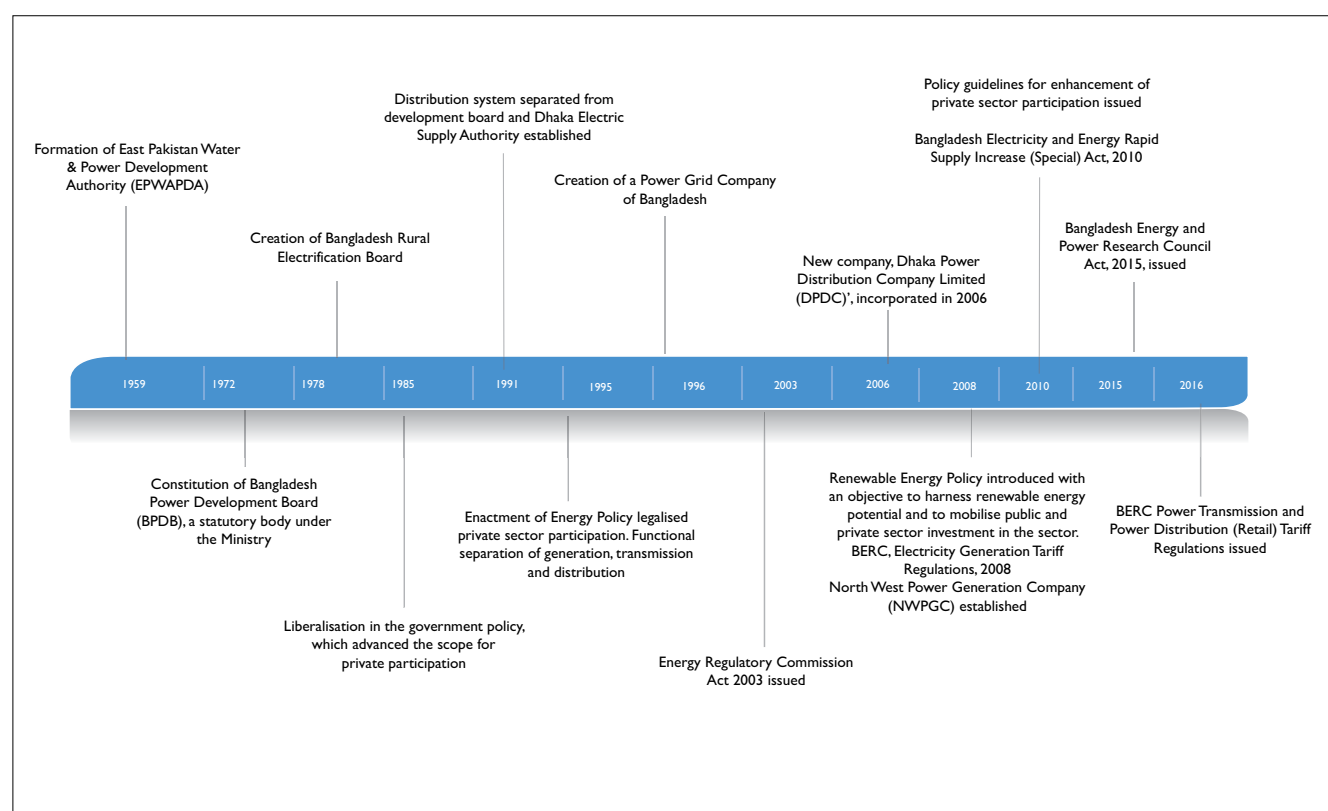 Policy guidelines for enhancement of
private sector participation issued
Bangladesh Electricity and Energy Rapid
Supply Increase (Special) Act, 2010
Distribution system separated from
development board and Dhaka Electric
Supply Authority established
Formation of East Pakistan Water
& Power Development
Authority (EPWAPDA)
Creation of a Power Grid Company
of Bangladesh
Creation of Bangladesh Rural
Electrification Board
Bangladesh Energy and
Power Research Council
Act, 2015, issued
New company, Dhaka Power
Distribution Company Limited
(DPDC)’, incorporated in 2006
1959 1972 1978 1985 1991 1995 1996 2003 2006 2008 2010 2015 2016
Constitution of Bangladesh
Power Development Board
(BPDB), a statutory body under
the Ministry
Enactment of Energy Policy legalised
private sector participation. Functional
separation of generation, transmission
and distribution
Renewable Energy Policy introduced with
an objective to harness renewable energy
potential and to mobilise public and
private sector investment in the sector.
BERC, Electricity Generation Tariff
Regulations, 2008
North West Power Generation Company
(NWPGC) established
BERC Power Transmission and
Power Distribution (Retail) Tariff
Regulations issued
Liberalisation in the government policy,
which advanced the scope for
private participation
Energy Regulatory Commission
Act 2003 issued